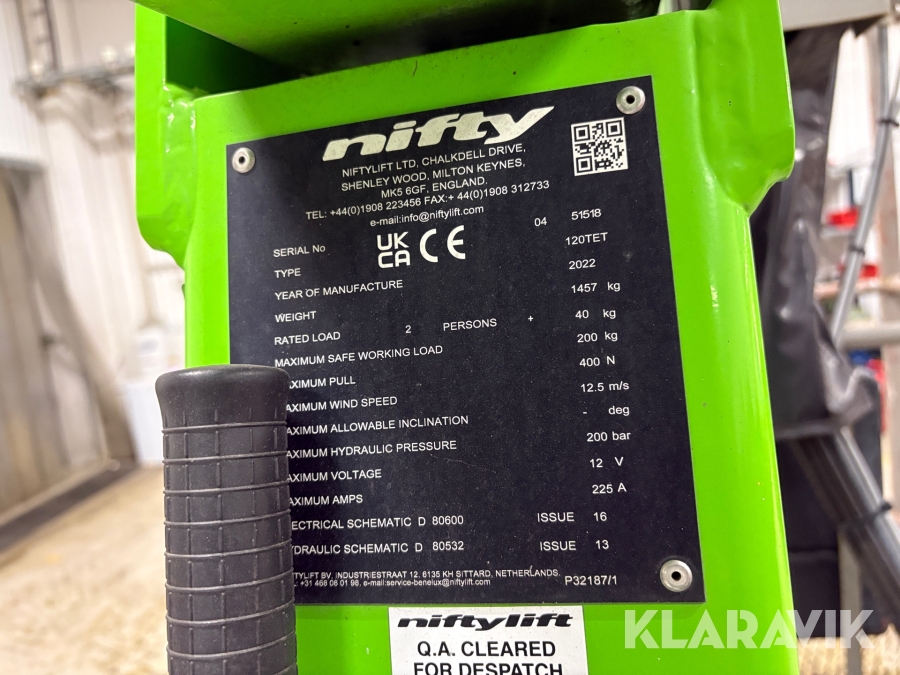 nifty
NIFTYLIFT LTD, CHALKDELL DRIVE,
SHENLEY WOOD, MILTON KEYNES,
MK5 6GF, ENGLAND.
TEL: +44(0)1908 223456 FAX:+ 44(0)1908 312733
e-mail:info@niftylift.com
SERIAL No UK CA CE 04 51518
TYPE 120TET
YEAR OF MANUFACTURE 2022
WEIGHT 1457 kg
RATED LOAD 2 PERSONS + 40 kg
MAXIMUM SAFE WORKING LOAD 200 kg
AXIMUM PULL 400 N
AXIMUM WIND SPEED 12.5 m/s
AXIMUM ALLOWABLE INCLINATION - deg
AXIMUM HYDRAULIC PRESSURE 200 bar
AXIMUM VOLTAGE 12 V
AXIMUM AMPS 225 A
ECTRICAL SCHEMATIC D 80600 ISSUE 16
DRAULIC SCHEMATIC D 80532 ISSUE 13
TYLIFT BV, INDUSTRIESTRAAT 12, 6135 KH SITTARD, NETHERLANDS.
+31 468 08 01 98, e-mail:service-benelux@niftylift.com P32187/1
niftylift
Q.A. CLEARED
FOR DESPATCH
KLARAVIK